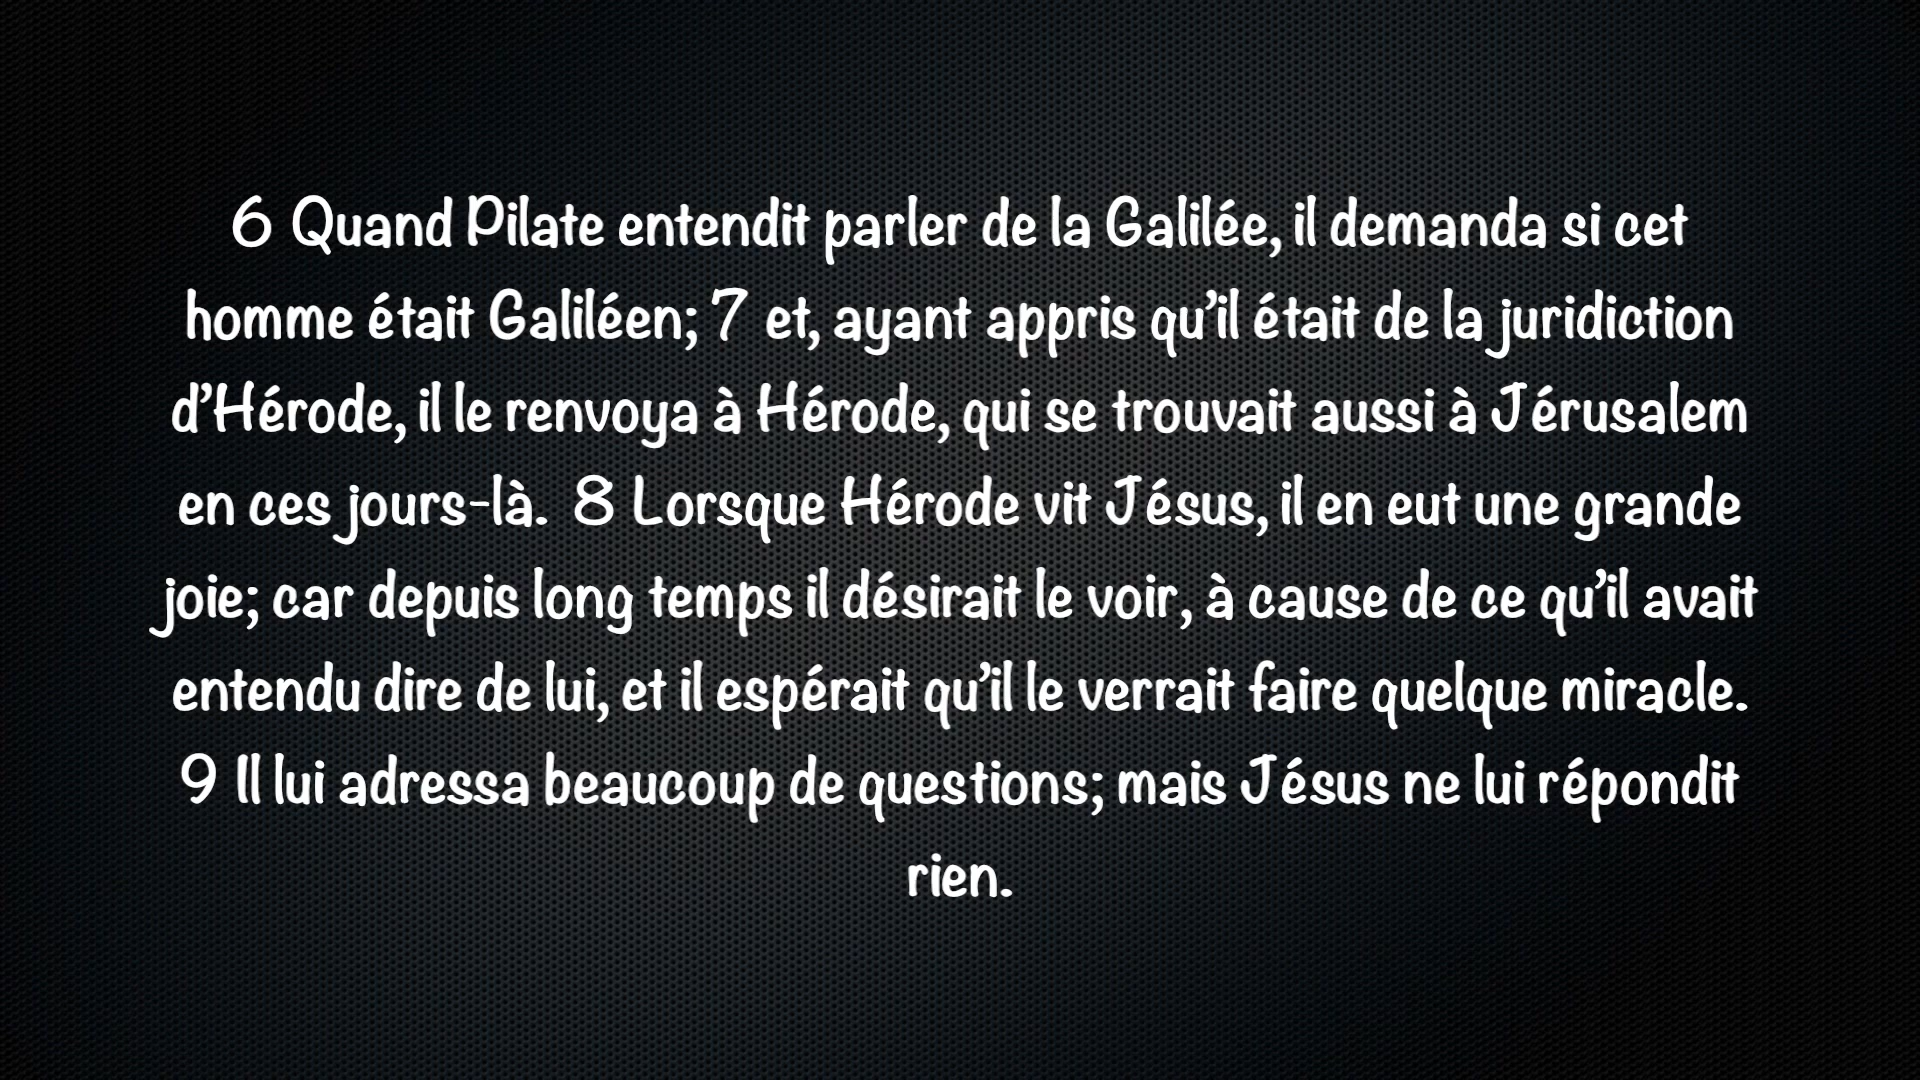 6 Quand Pilate entendit parler de la Galilée, il demanda si cet
homme était Galiléen; 7 et, ayant appris qu’il était de la juridiction
d’Hérode, il le renvoya à Hérode, qui se trouvait aussi à Jérusalem
en ces jours-là.  8 Lorsque Hérode vit Jésus, il en eut une grande
joie; car depuis long temps il désirait le voir, à cause de ce qu’il avait
entendu dire de lui, et il espérait qu’il le verrait faire quelque miracle.
9 Il lui adressa beaucoup de questions; mais Jésus ne lui répondit
rien.